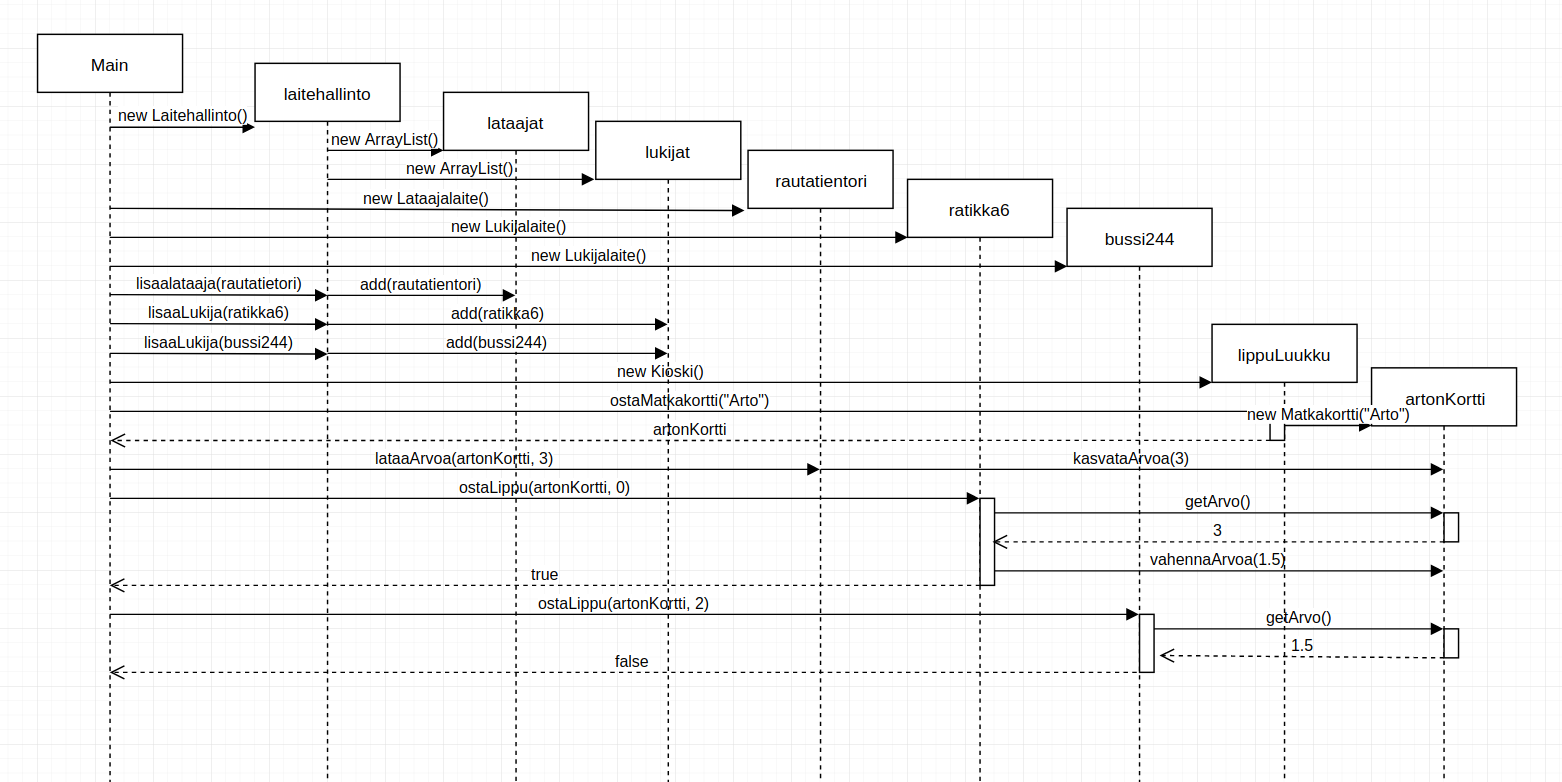 Main
laitehallinto
new Laitehallinto()
lataajat
new ArrayList()
lukijat
new ArrayList()
rautatientori
new Lataajalaite()
ratikka6
new Lukijalaite()
bussi244
new Lukijalaite()
lisaalataaja(rautatietori)
add(rautatientori)
lisaaLukija(ratikka6)
add(ratikka6)
lisaaLukija(bussi244)
add(bussi244)
lippuLuukku
new Kioski()
artonKortti
ostaMatkakortti("Arto")
new Matkakortti("Arto")
artonKortti
lataaArvoa(artonKortti, 3)
kasvataArvoa(3)
ostaLippu(artonKortti, 0)
getArvo()
3
vahennaArvoa(1.5)
true
ostaLippu(artonKortti, 2)
getArvo()
1.5
false